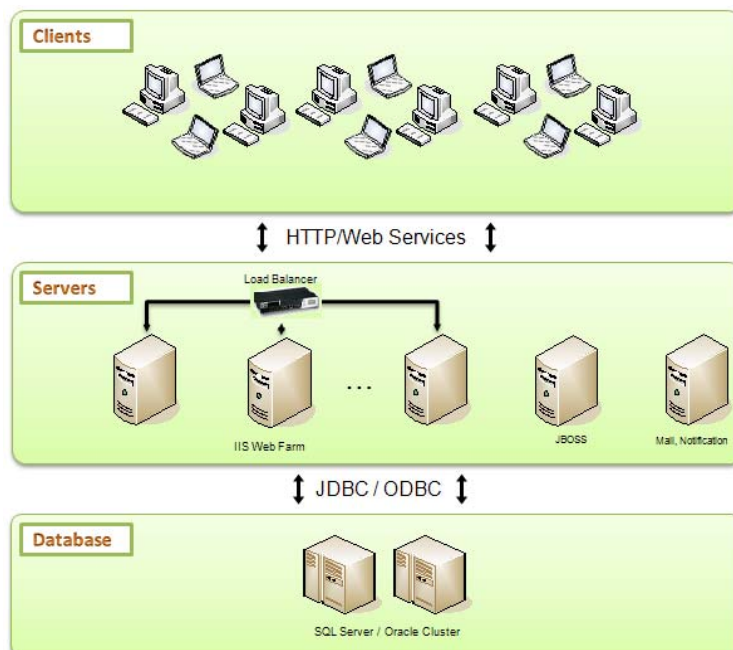 Clients
HTTP/Web Services
Servers
Load Balancer
...
IIS Web Farm
JBOSS
Mail, Notification
JDBC / ODBC
Database
SQL Server / Oracle Cluster